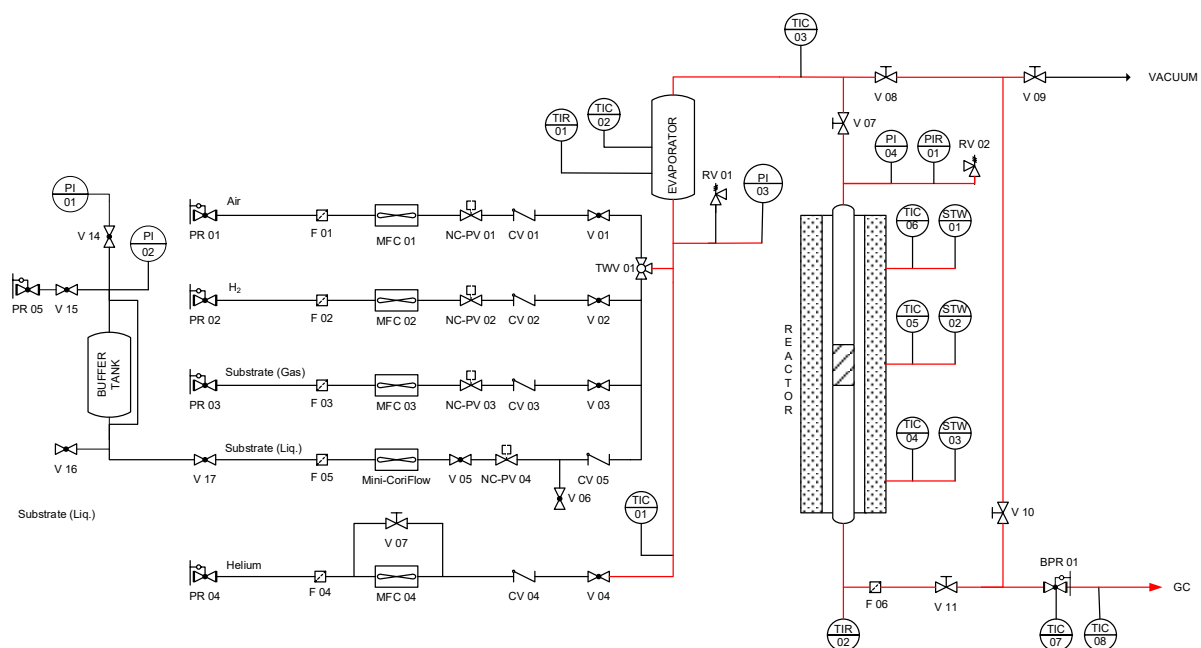 TIC
03
VACUUM
V 08
V 09
TIR
01
TIC
02
EVAPORATOR
V 07
PI
04
PIR
01
RV 02
RV 01
PI
03
PI
01
V 14
PI
02
Air
PR 01
F 01
MFC 01
NC-PV 01
CV 01
V 01
TWV 01
TIC
06
STW
01
PR 05
V 15
H2
PR 02
F 02
MFC 02
NC-PV 02
CV 02
V 02
BUFFER
TANK
REACTOR
TIC
05
STW
02
Substrate (Gas)
PR 03
F 03
MFC 03
NC-PV 03
CV 03
V 03
V 16
Substrate (Liq.)
V 17
F 05
Mini-CoriFlow
V 05
NC-PV 04
V 06
CV 05
TIC
04
STW
03
Substrate (Liq.)
TIC
01
V 10
V 07
Helium
PR 04
F 04
MFC 04
CV 04
V 04
F 06
V 11
BPR 01
GC
TIR
02
TIC
07
TIC
08